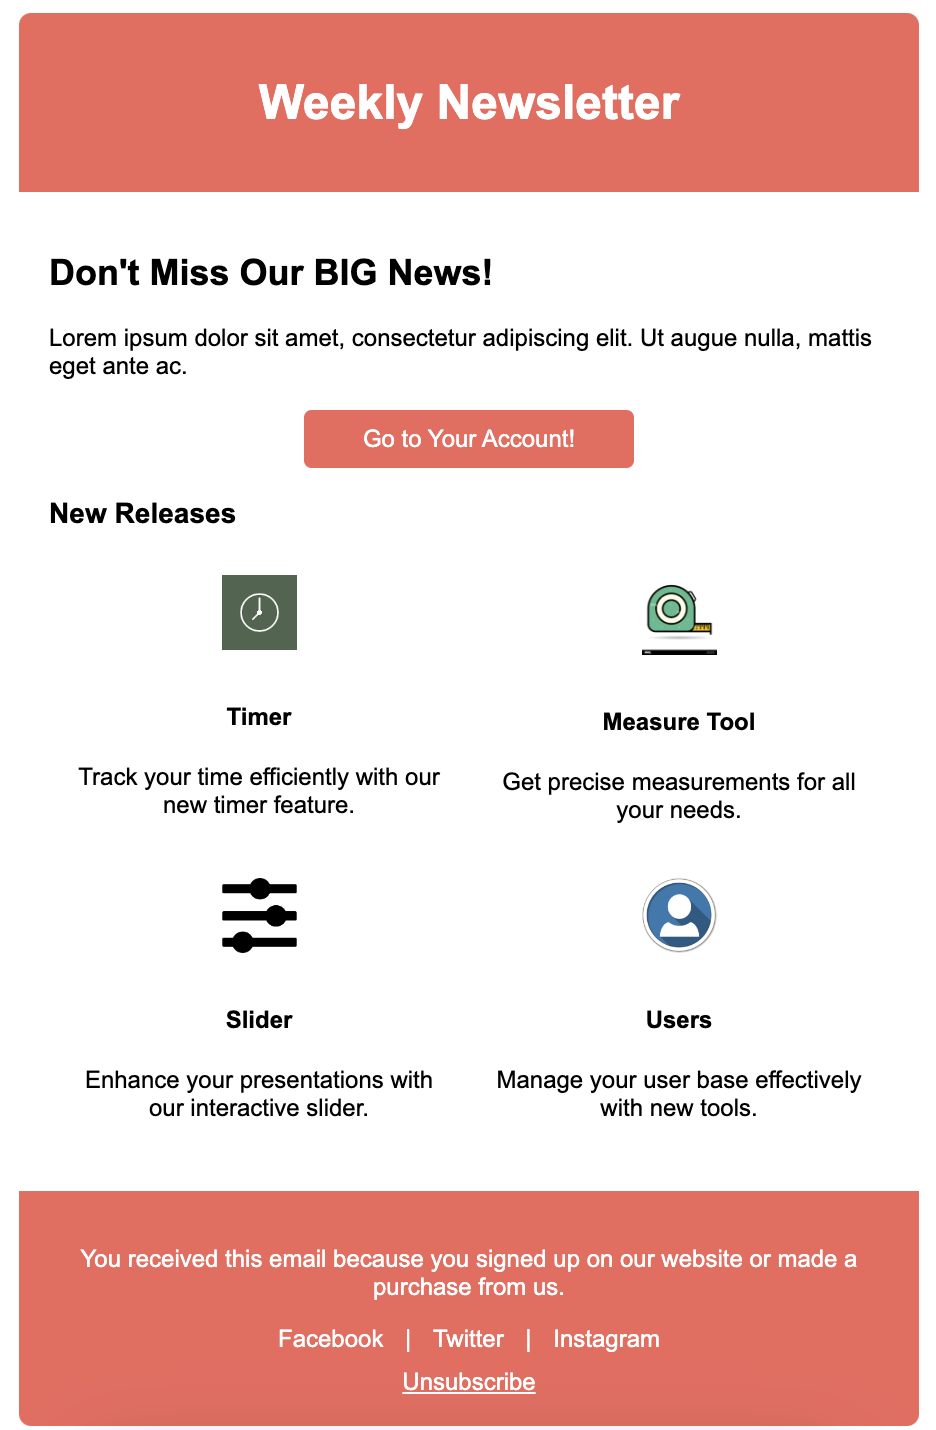 Weekly Newsletter
Don't Miss Our BIG News!
Lorem ipsum dolor sit amet, consectetur adipiscing elit. Ut augue nulla, mattis
eget ante ac.
Go to Your Account!
New Releases
Timer
Track your time efficiently with our
new timer feature.
Measure Tool
Get precise measurements for all
your needs.
Slider
Enhance your presentations with
our interactive slider.
Users
Manage your user base effectively
with new tools.
You received this email because you signed up on our website or made a
purchase from us.
Facebook | Twitter | Instagram
Unsubscribe